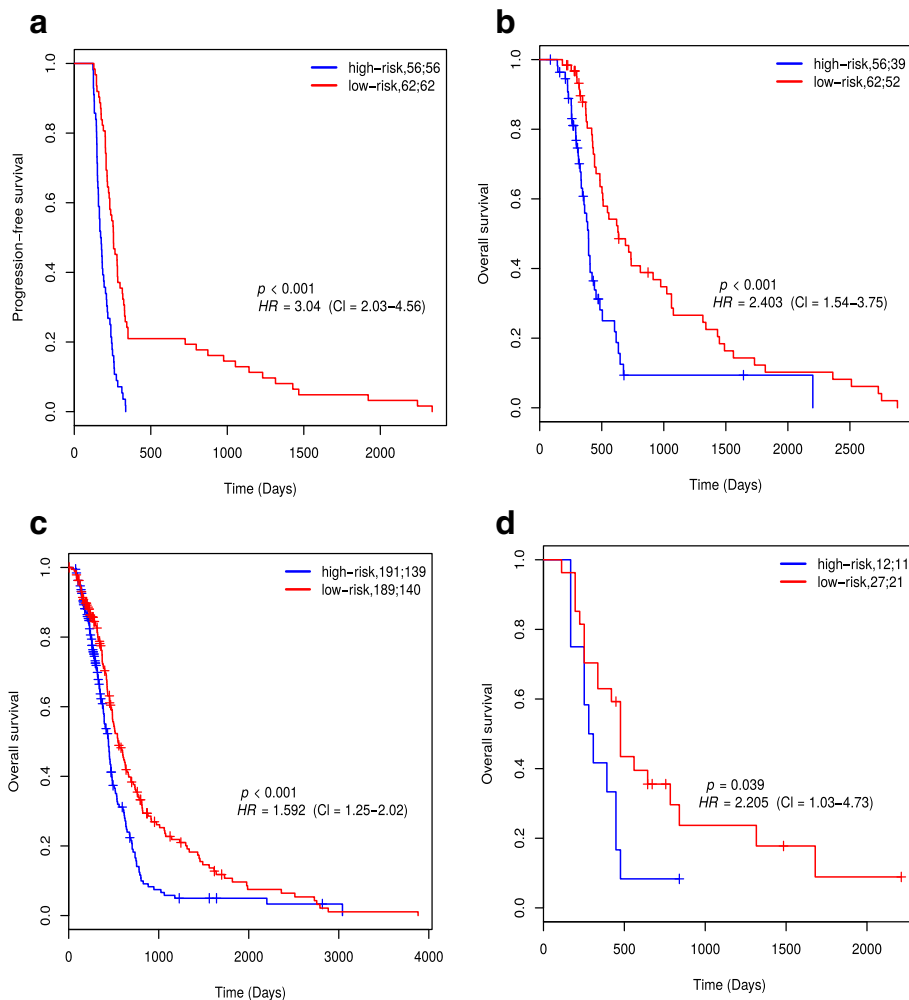 a
high−risk,56;56
low−risk,62;62
Progression−free survival
1.0
0.8
0.6
0.4
0.2
0.0
p < 0.001
HR = 3.04 (CI = 2.03−4.56)
0 500 1000 1500 2000
Time (Days)
b
high−risk,56;39
low−risk,62;52
Overall survival
1.0
0.8
0.6
0.4
0.2
0.0
p < 0.001
HR = 2.403 (CI = 1.54−3.75)
0 500 1000 1500 2000 2500
Time (Days)
c
high−risk,191;139
low−risk,189;140
Overall survival
1.0
0.8
0.6
0.4
0.2
0.0
p < 0.001
HR = 1.592 (CI = 1.25−2.02)
0 1000 2000 3000 4000
Time (Days)
d
high−risk,12;11
low−risk,27;21
Overall survival
1.0
0.8
0.6
0.4
0.2
0.0
p = 0.039
HR = 2.205 (CI = 1.03−4.73)
0 500 1000 1500 2000
Time (Days)